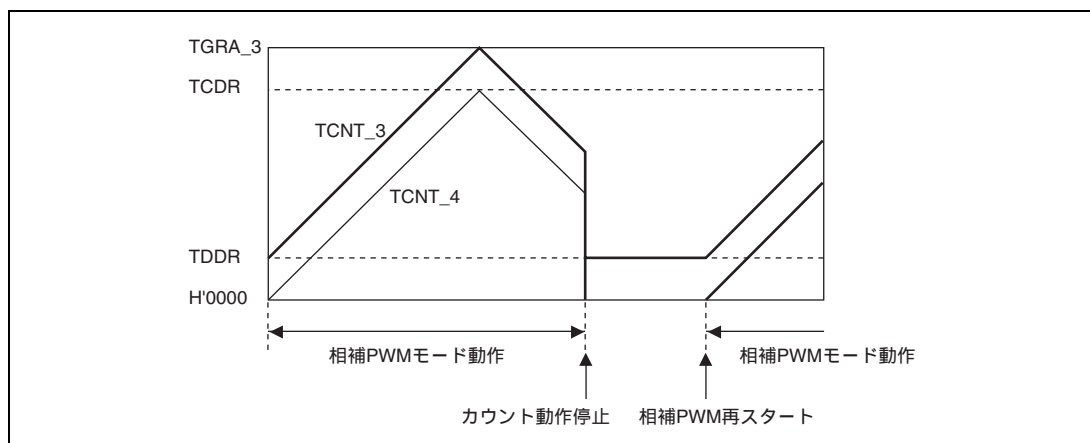 TGRA_3
TCDR
TCNT_3
TCNT_4
TDDR
H'0000
相補PWMモード動作
相補PWMモード動作
カウント動作停止
相補PWM再スタート